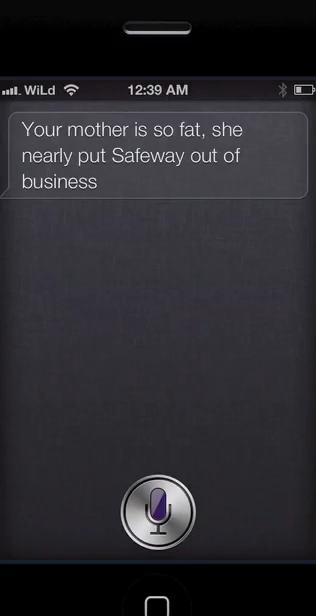 WiLd 12:39 AM
Your mother is so fat, she
nearly put Safeway out of
business